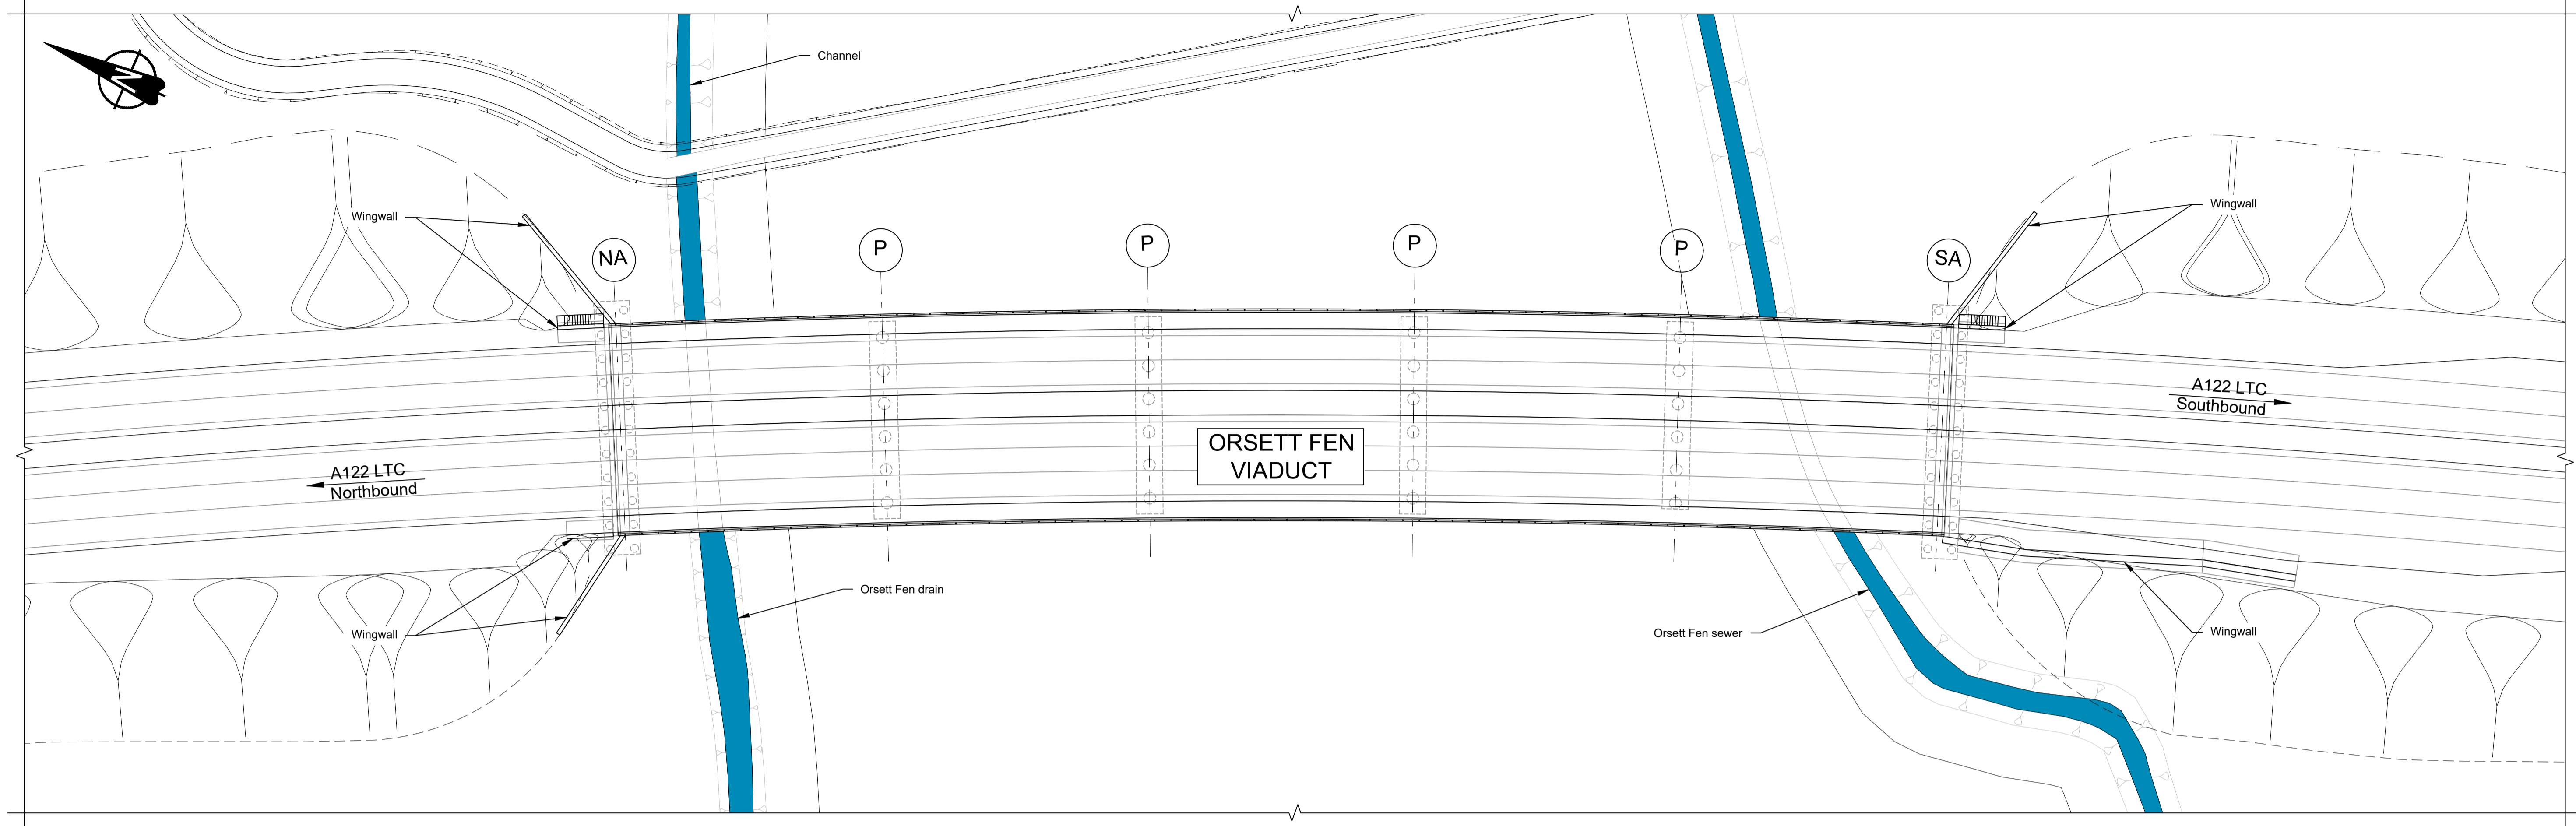 Channel
N
Wingwall
Wingwall
NA
P
P
P
P
SA
A122 LTC
Southbound
ORSETT FEN
VIADUCT
A122 LTC
Northbound
Orsett Fen drain
Wingwall
Orsett Fen sewer
Wingwall